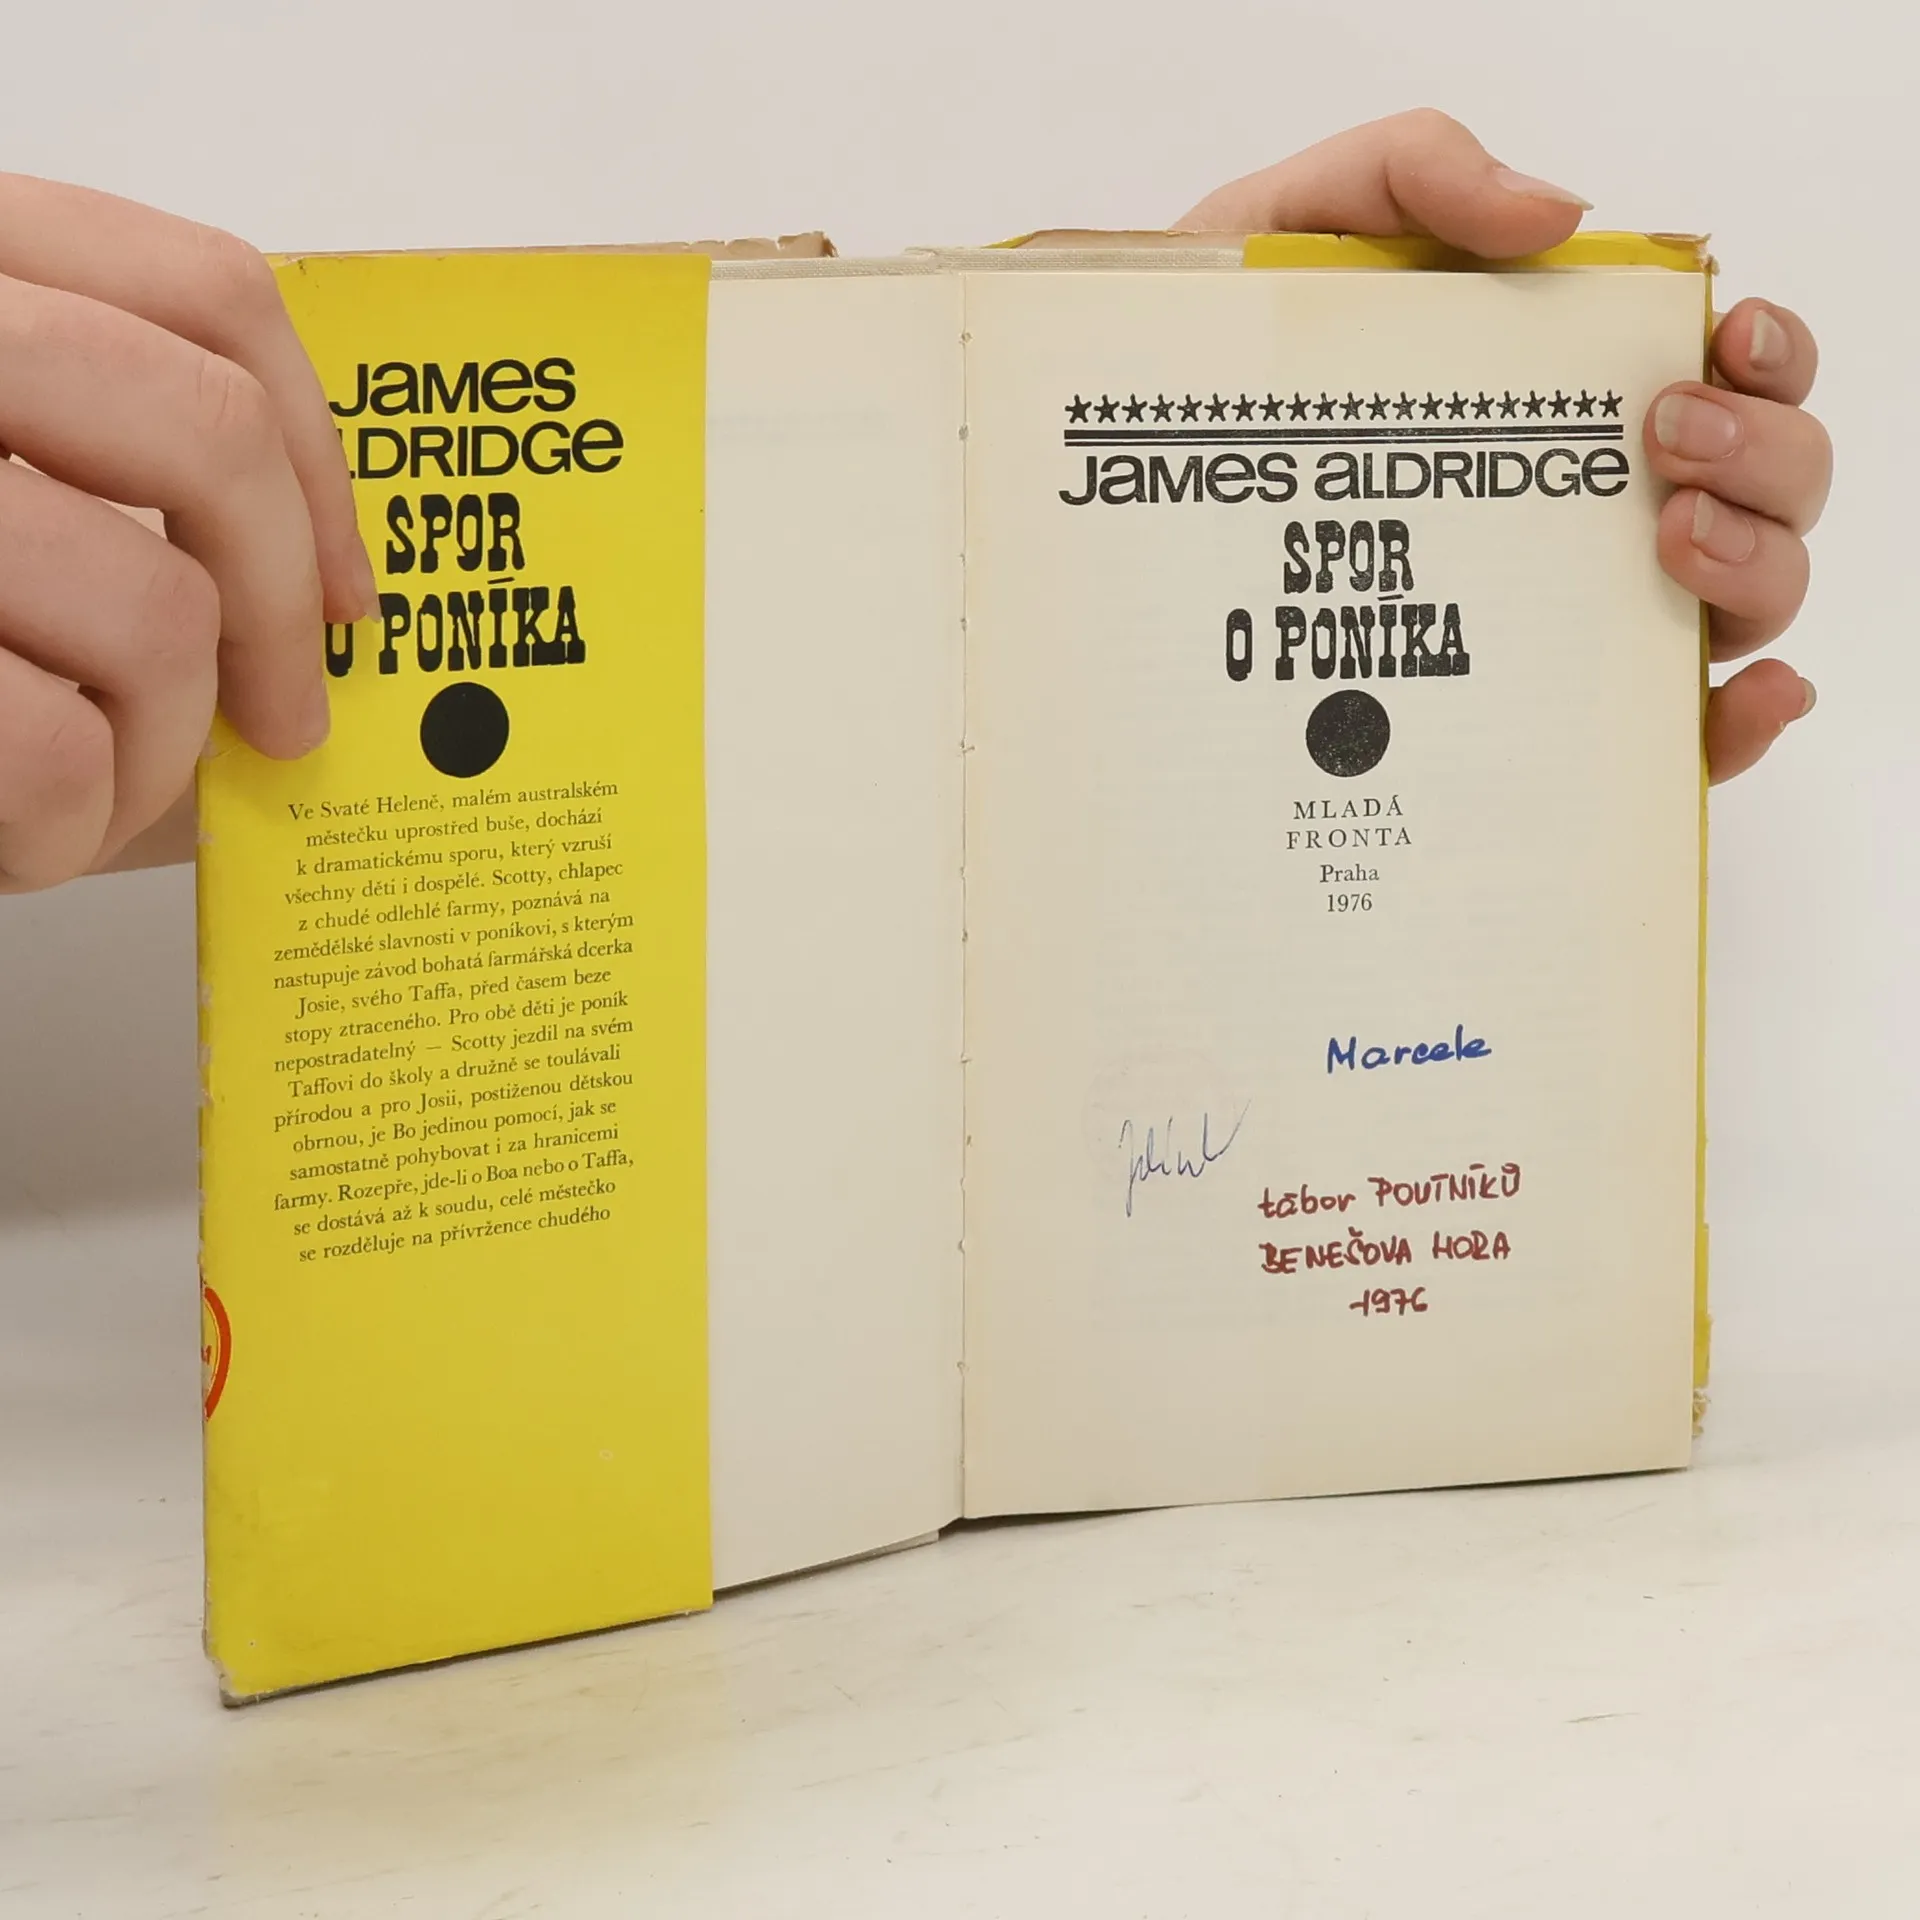 James
ALDRIDGE
SPOR
O PONÍKA
Ve Svaté Heleně, malém australském
městečku uprostřed buše, dochází
k dramatickému sporu, který vzruší
všechny děti i dospělé. Scotty, chlapec
z chudé odlehlé farmy, poznává na
zemědělské slavnosti v poníkovi, s kterým
nastupuje závod bohatá farmářská dcerka
Josie, svého Taffa, před časem beze
stopy ztraceného. Pro obě děti je poník
nepostradatelný — Scotty jezdil na svém
Taffovi do školy a družně se toulávali
přírodou a pro Josii, postiženou dětskou
obrnou, je Bo jedinou pomocí, jak se
samostatně pohybovat i za hranicemi
farmy. Rozepře, jde-li o Boa nebo o Taffa,
se dostává až k soudu, celé městečko
se rozděluje na přívržence chudého
James ALDRIDGE
SPOR
O PONÍKA
MLADÁ
FRONTA
Praha
1976
Marcele
tábor POUTNÍKŮ
BENEŠOVA HORA
1976